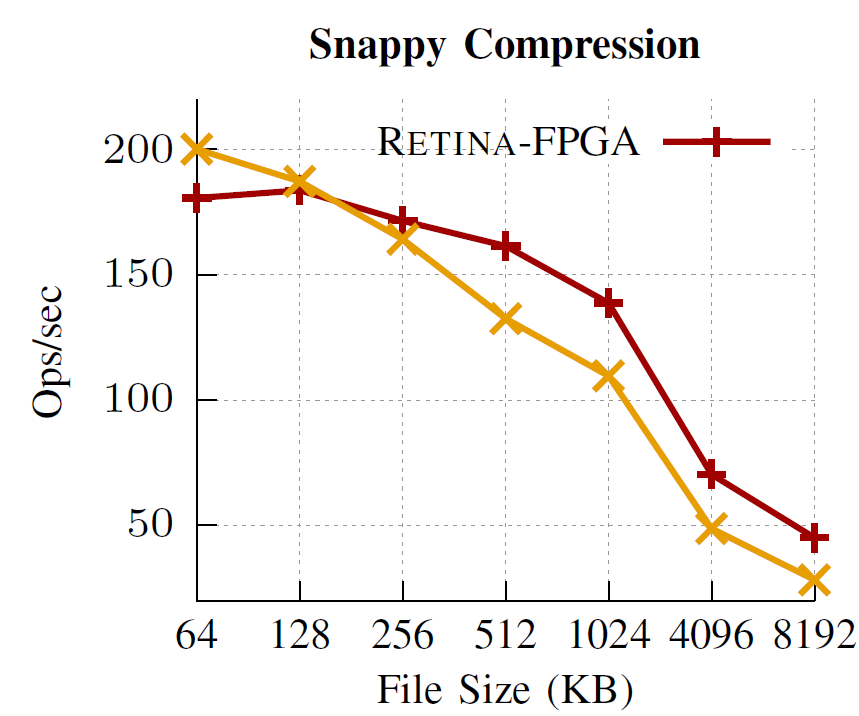 Snappy Compression
RETINA-FPGA
200
150
100
50
Ops/sec
64 128 256 512 1024 4096 8192
File Size (KB)